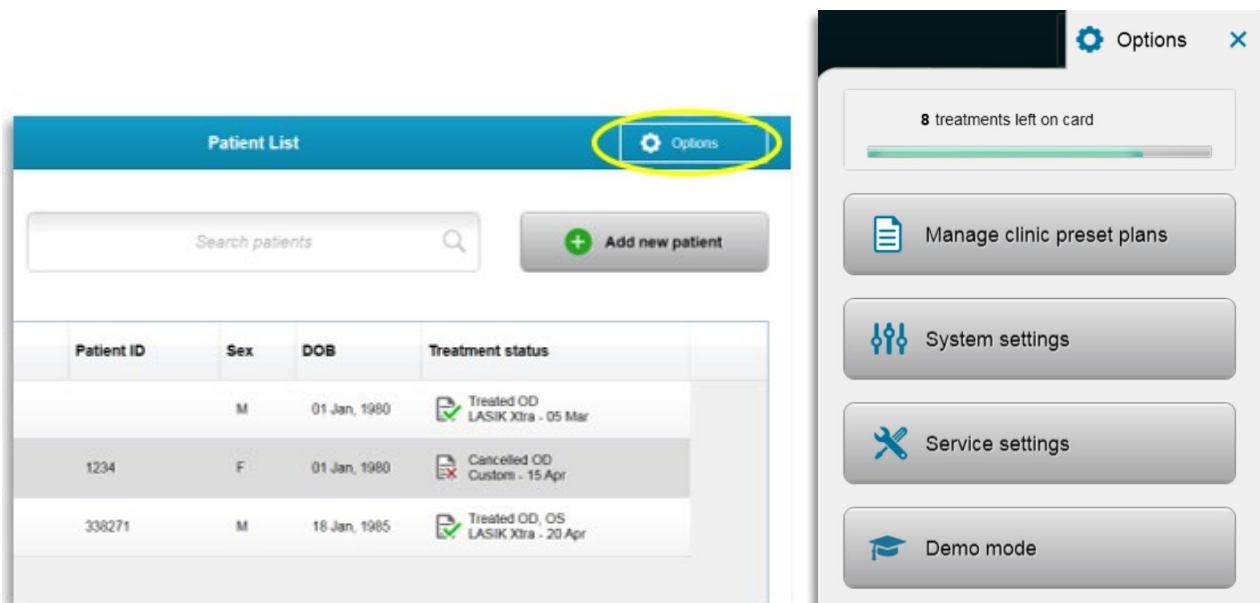 Patient List
Options
Search patients
Add new patient
Patient ID Sex DOB Treatment status
M 01 Jan, 1980 Treated OD
LASIK Xtra - 05 Mar
1234 F 01 Jan, 1980 Cancelled OD
Custom - 15 Apr
338271 M 18 Jan, 1985 Treated OD, OS
LASIK Xtra - 20 Apr
Options
8 treatments left on card
Manage clinic preset plans
System settings
Service settings
Demo mode